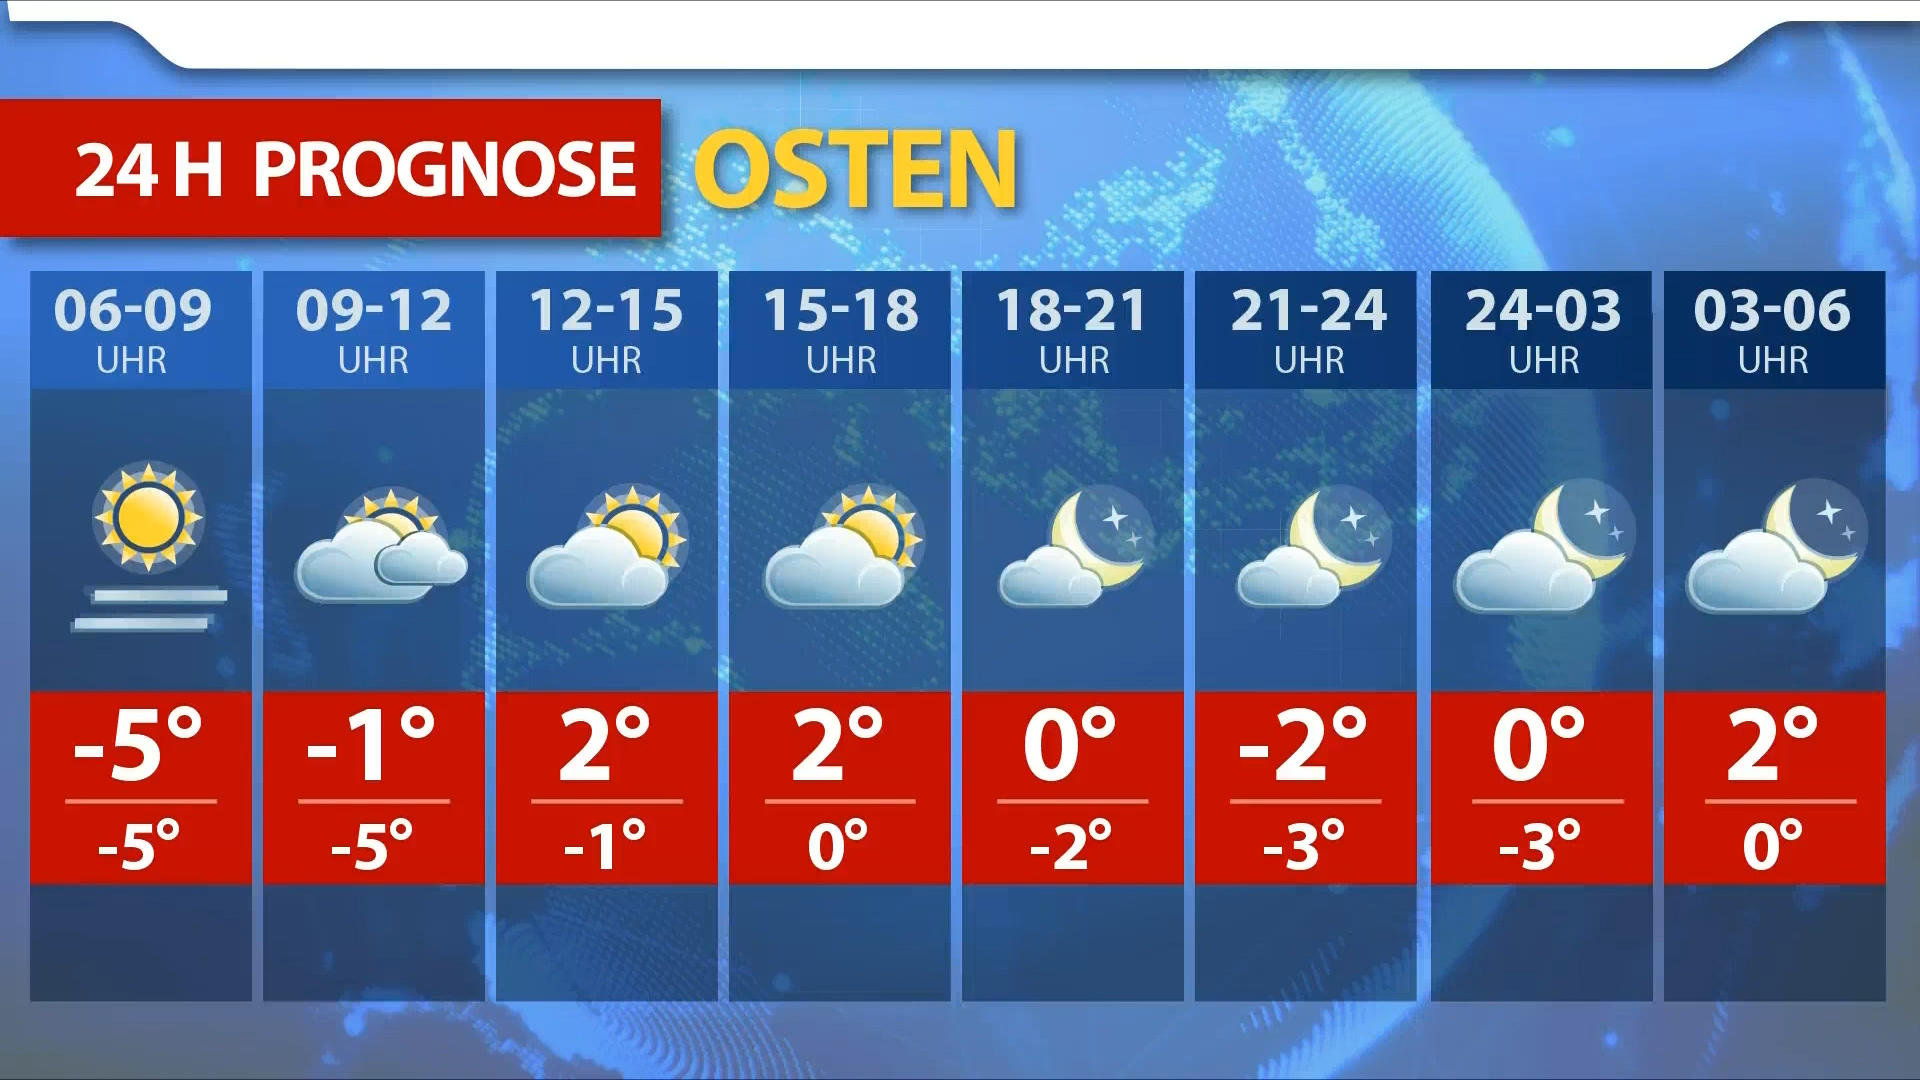 24 H PROGNOSE OSTEN
06-09 09-12 12-15 15-18 18-21 21-24 24-03 03-06
UHR UHR UHR UHR UHR UHR UHR UHR
-5° -1° 2° 2° 0° -2° 0° 2°
-5° -5° -1° 0° -2° -3° -3° 0°